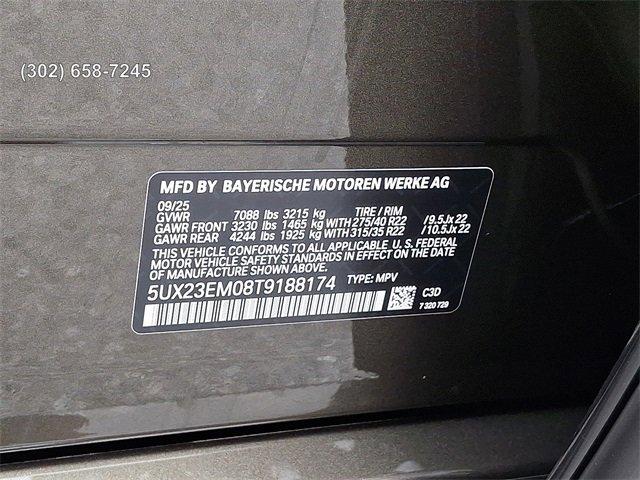 (302) 658-7245
MFD BY BAYERISCHE MOTOREN WERKE AG
09/25
GVWR 7088 lbs 3215 kg TIRE / RIM
GAWR FRONT 3230 lbs 1465 kg WITH 275/40 R22 / 9.5Jx22
GAWR REAR 4244 lbs 1925 kg WITH 315/35 R22 / 10.5Jx22
THIS VEHICLE CONFORMS TO ALL APPLICABLE U.S. FEDERAL
MOTOR VEHICLE SAFETY STANDARDS IN EFFECT ON THE
DATE OF MANUFACTURE SHOWN ABOVE.
5UX23EM08T9188174 TYPE: MPV
C3D
7 320 729